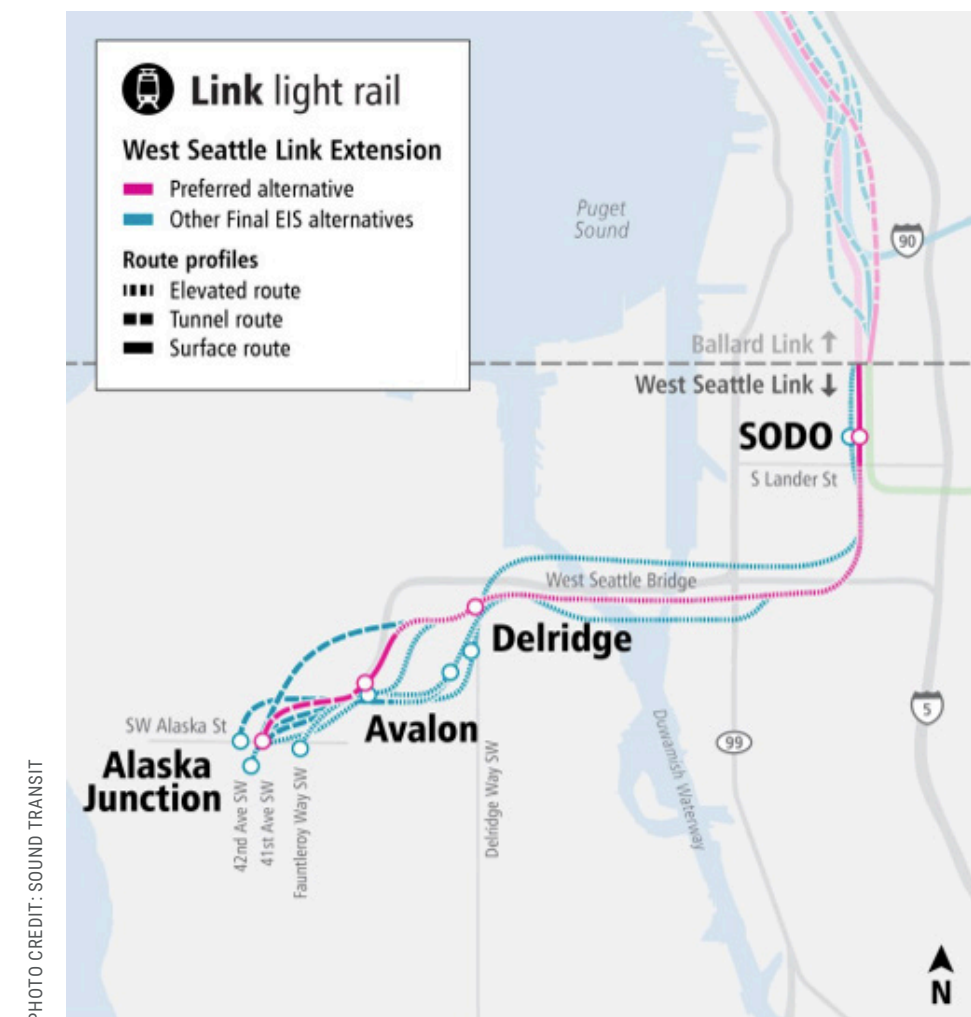 Link light rail
West Seattle Link Extension
Preferred alternative
Other Final EIS alternatives
Route profiles
Elevated route
Tunnel route
Surface route
Puget
Sound
90
Ballard Link ↑
West Seattle Link ↓
SODO
S Lander St
West Seattle Bridge
Delridge
Avalon
SW Alaska St
Alaska
Junction
42nd Ave SW
41st Ave SW
Fauntleroy Way SW
Delridge Way SW
Duwamish Waterway
99
5
N
PHOTO CREDIT: SOUND TRANSIT